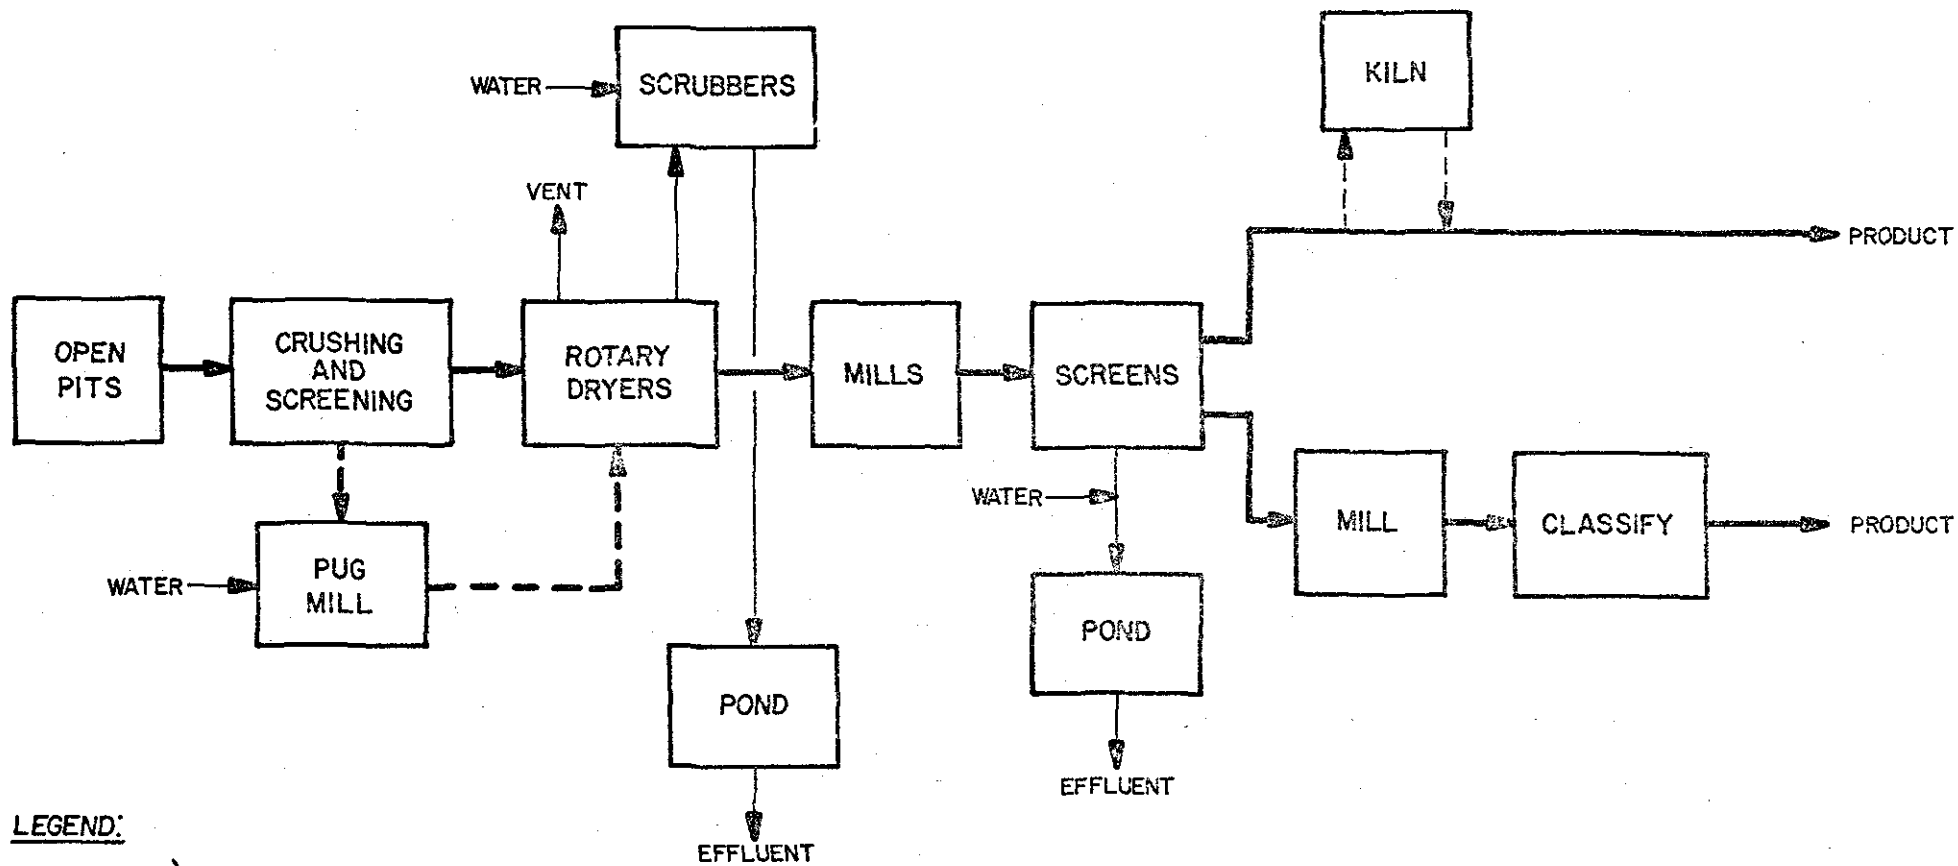 WATER
SCRUBBERS
KILN
VENT
PRODUCT
OPEN
PITS
CRUSHING
AND
SCREENING
ROTARY
DRYERS
MILLS
SCREENS
WATER
MILL
CLASSIFY
PRODUCT
WATER
PUG
MILL
POND
POND
EFFLUENT
LEGEND:
EFFLUENT